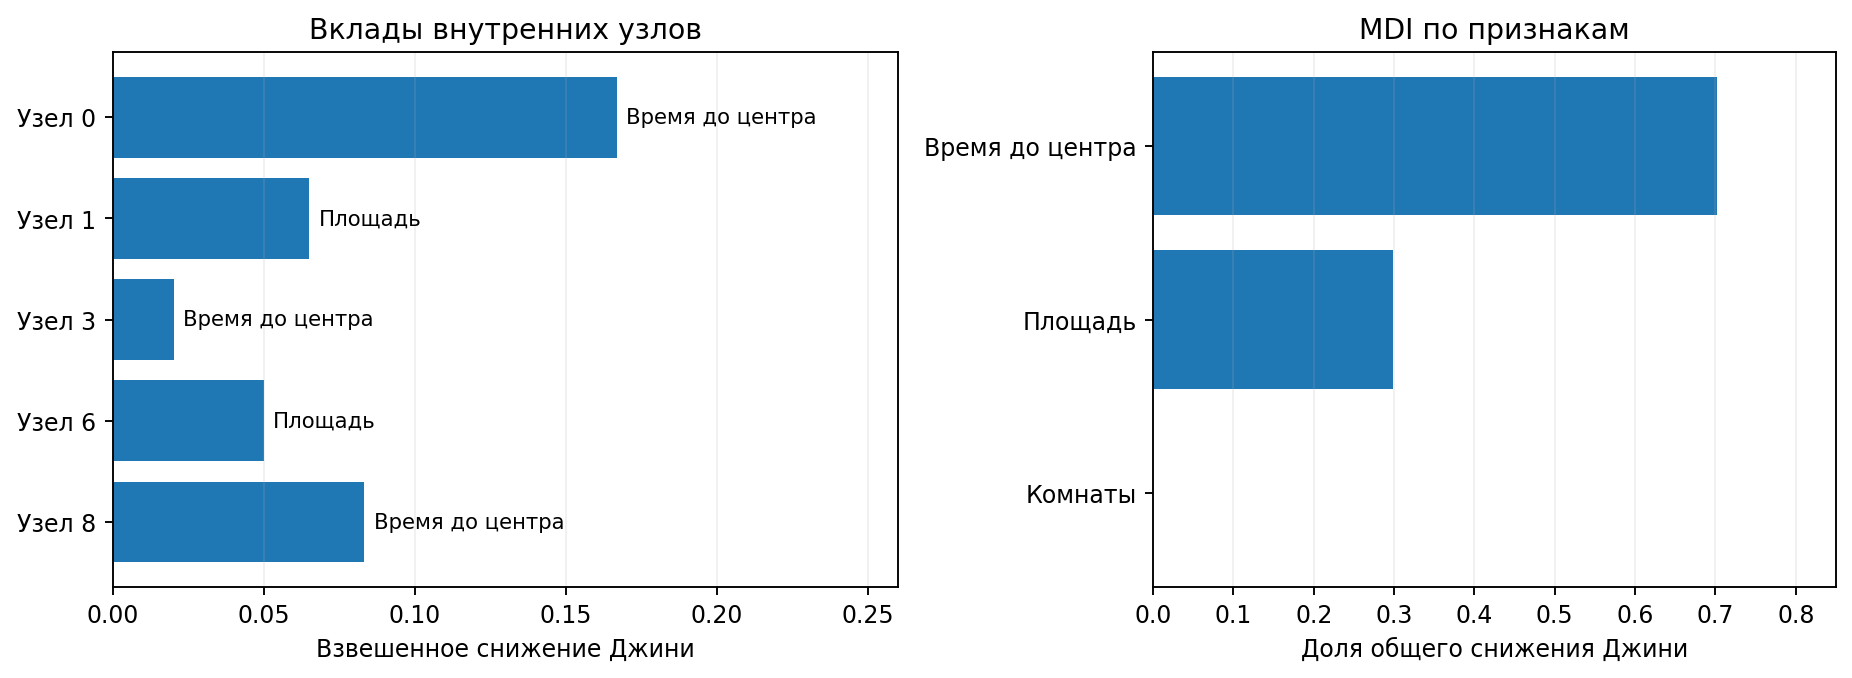 Вклады внутренних узлов
Узел 0
Время до центра
Узел 1
Площадь
Узел 3
Время до центра
Узел 6
Площадь
Узел 8
Время до центра
0.00 0.05 0.10 0.15 0.20 0.25
Взвешенное снижение Джини
MDI по признакам
Время до центра
Площадь
Комнаты
0.0 0.1 0.2 0.3 0.4 0.5 0.6 0.7 0.8
Доля общего снижения Джини